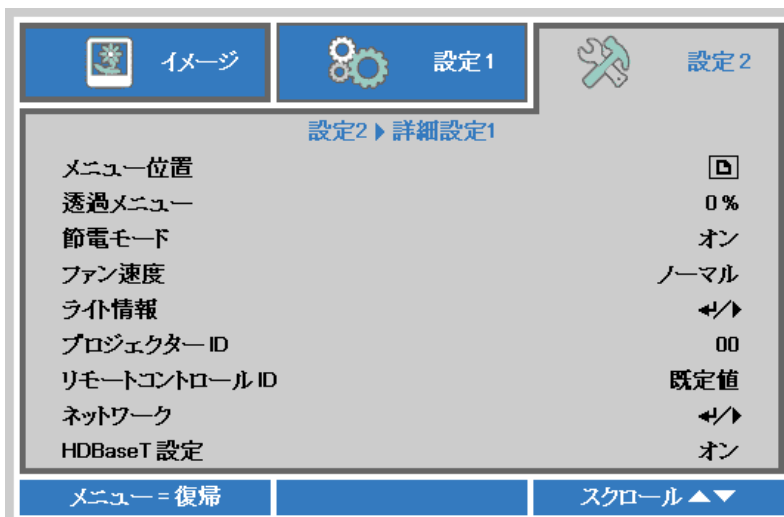 イメージ 設定1 設定2
設定2 ▶ 詳細設定1
メニュー位置
透過メニュー 0 %
節電モード オン
ファン速度 ノーマル
ライト情報 ↵/▶
プロジェクター ID 00
リモートコントロール ID 既定値
ネットワーク ↵/▶
HDBaseT 設定 オン
メニュー = 復帰 スクロール ▲▼